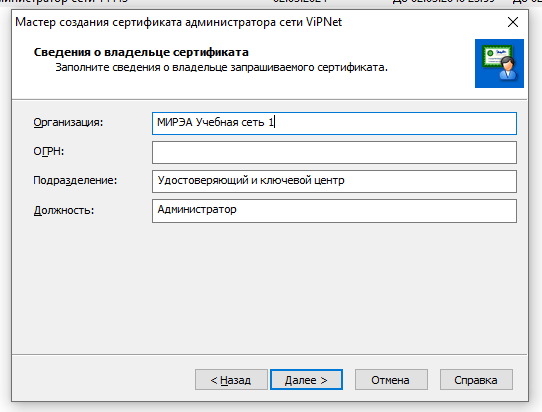 Мастер создания сертификата администратора сети ViPNet
Сведения о владельце сертификата
Заполните сведения о владельце запрашиваемого сертификата.
Организация: МИРЭА Учебная сеть 1
ОГРН:
Подразделение: Удостоверяющий и ключевой центр
Должность: Администратор
< Назад Далее > Отмена Справка